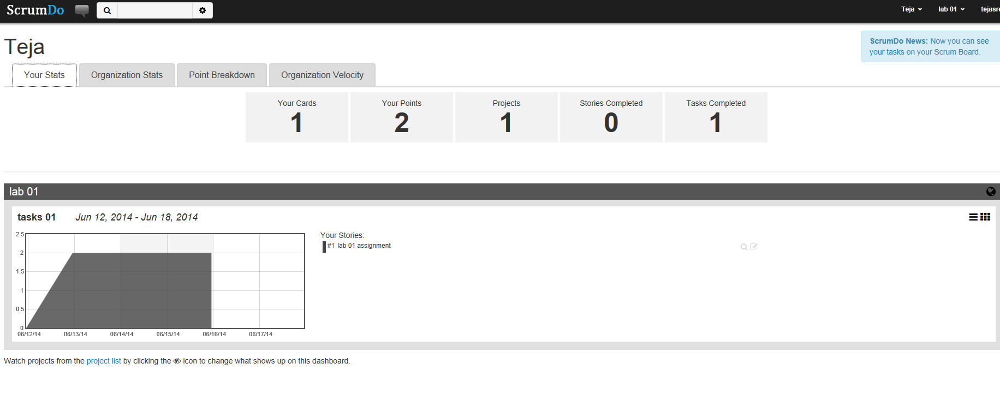 ScrumDo
Teja
lab 01
tejasre
Teja
ScrumDo News: Now you can see
your tasks on your Scrum Board.
Your Stats
Organization Stats
Point Breakdown
Organization Velocity
Your Cards
1
Your Points
2
Projects
1
Stories Completed
0
Tasks Completed
1
lab 01
tasks 01 Jun 12, 2014 - Jun 18, 2014
2.5
2
1.5
1
0.5
0
06/12/14 06/13/14 06/14/14 06/15/14 06/16/14 06/17/14
Your Stories:
#1 lab 01 assignment
Watch projects from the project list by clicking the icon to change what shows up on this dashboard.